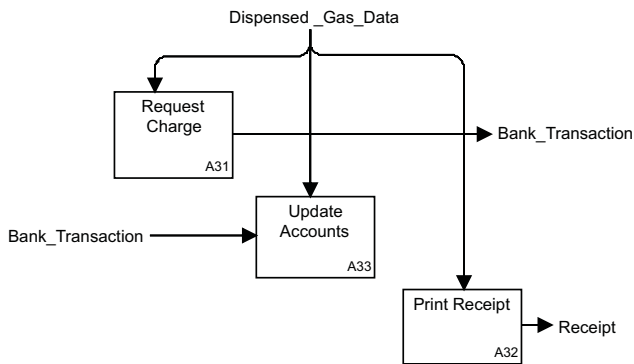 Dispensed _Gas_Data
Request
Charge
A31
Bank_Transaction
Update
Accounts
A33
Bank_Transaction
Print Receipt
A32
Receipt